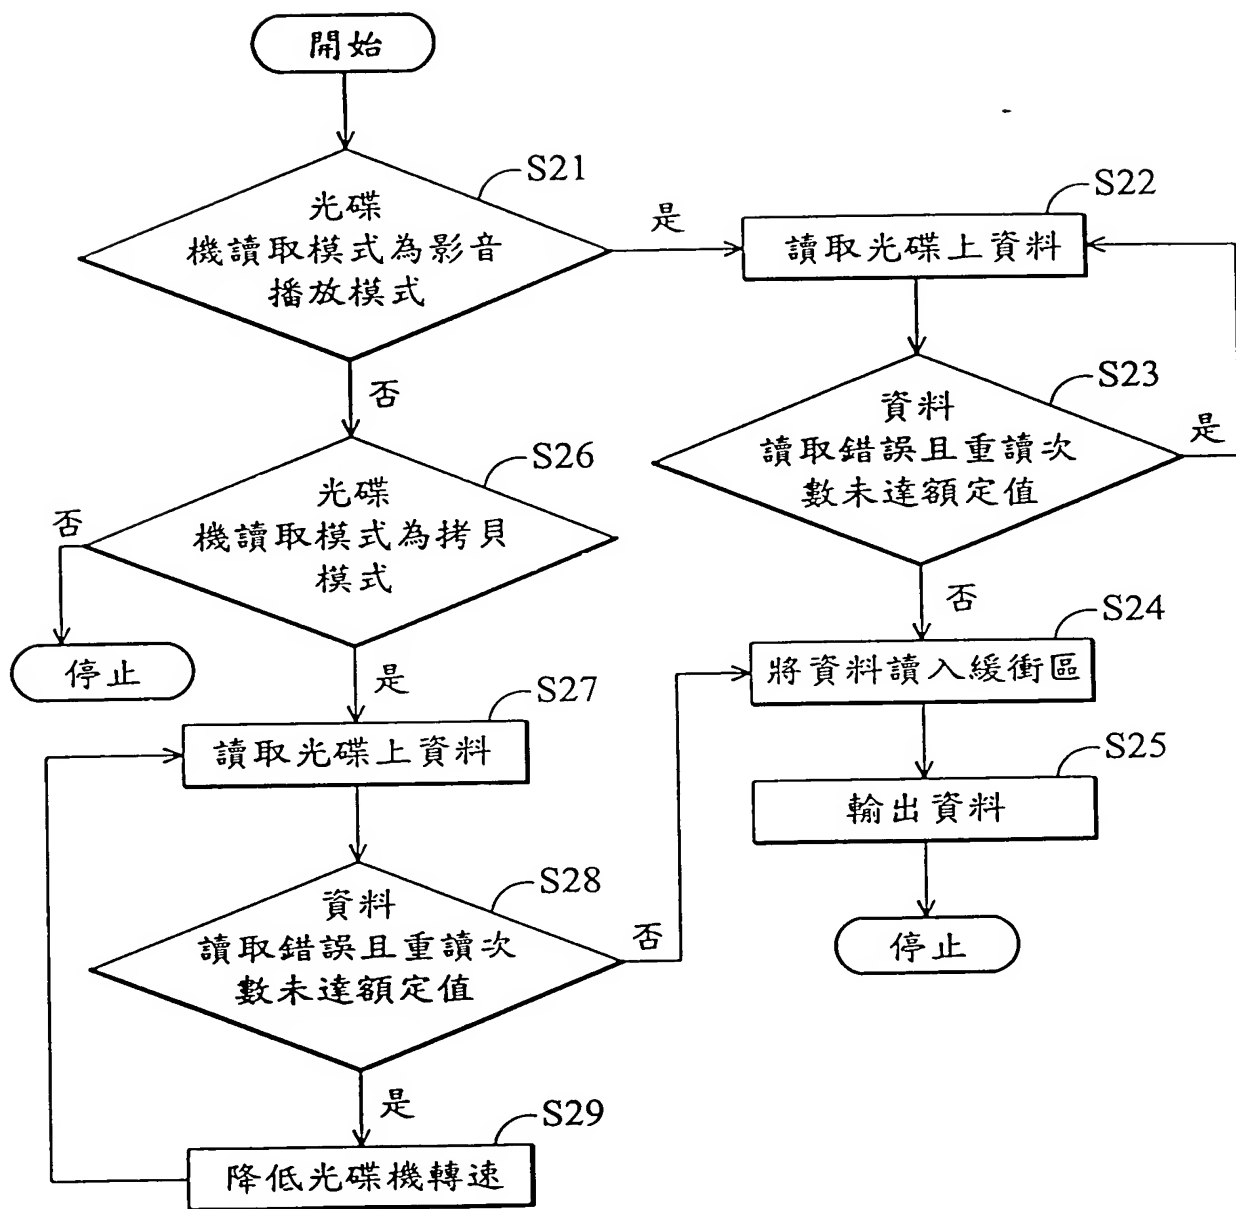 開始
S21
光碟
機讀取模式為影音
播放模式
是
S22
讀取光碟上資料
否
S23
資料
讀取錯誤且重讀次
數未達額定值
是
S26
光碟
機讀取模式為拷貝
模式
否
停止
是
否
S24
將資料讀入緩衝區
S27
讀取光碟上資料
S25
輸出資料
S28
資料
讀取錯誤且重讀次
數未達額定值
否
停止
是
S29
降低光碟機轉速